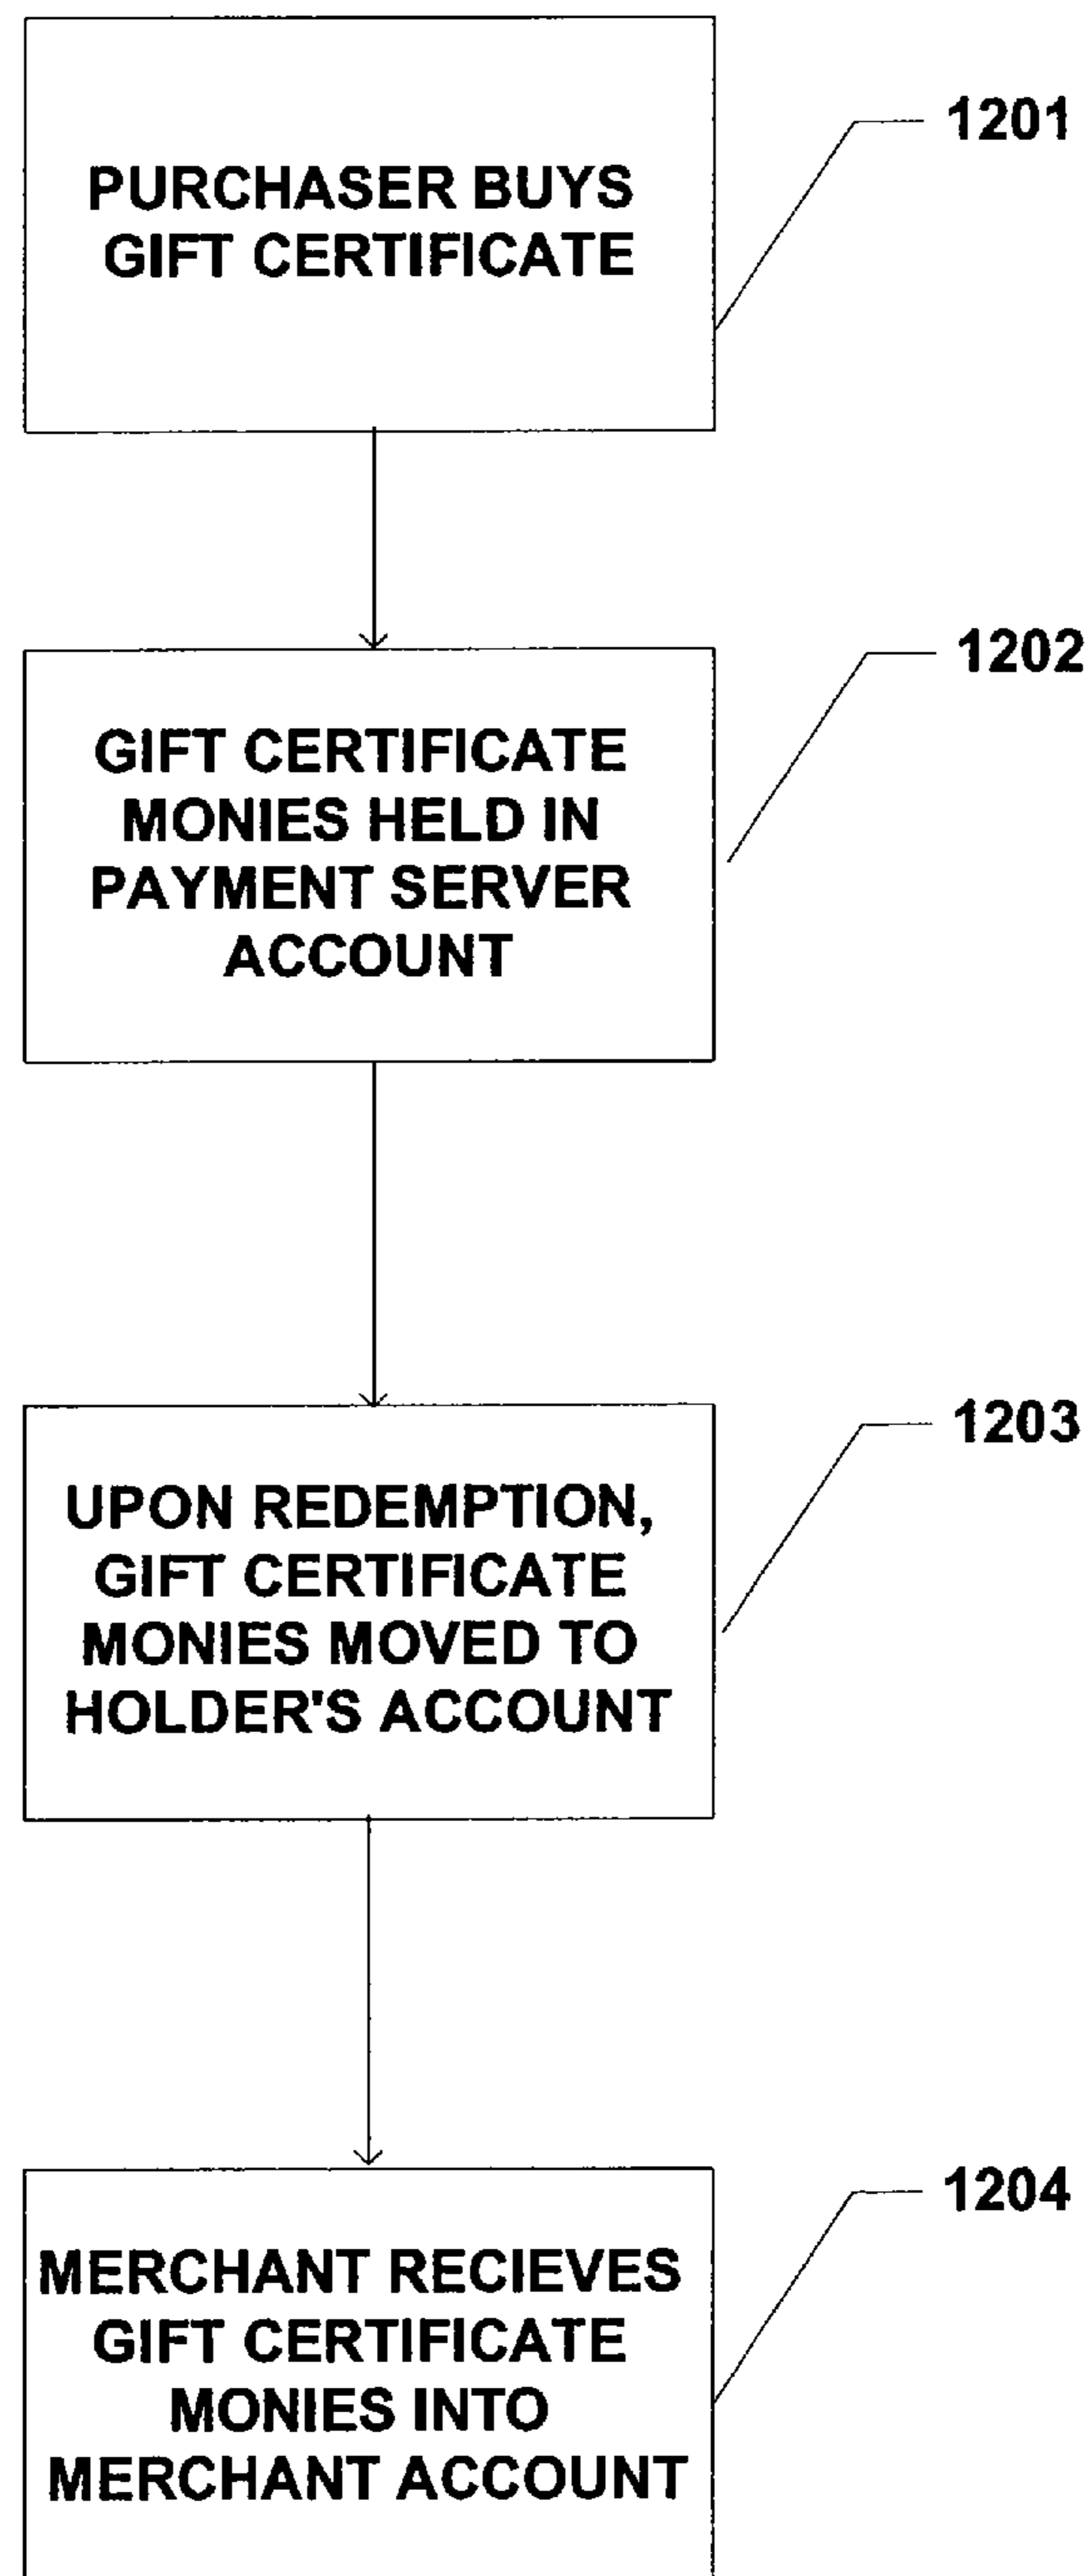 PURCHASER BUYS
GIFT CERTIFICATE
1201
GIFT CERTIFICATE
MONIES HELD IN
PAYMENT SERVER
ACCOUNT
1202
UPON REDEMPTION,
GIFT CERTIFICATE
MONIES MOVED TO
HOLDER'S ACCOUNT
1203
MERCHANT RECIEVES
GIFT CERTIFICATE
MONIES INTO
MERCHANT ACCOUNT
1204